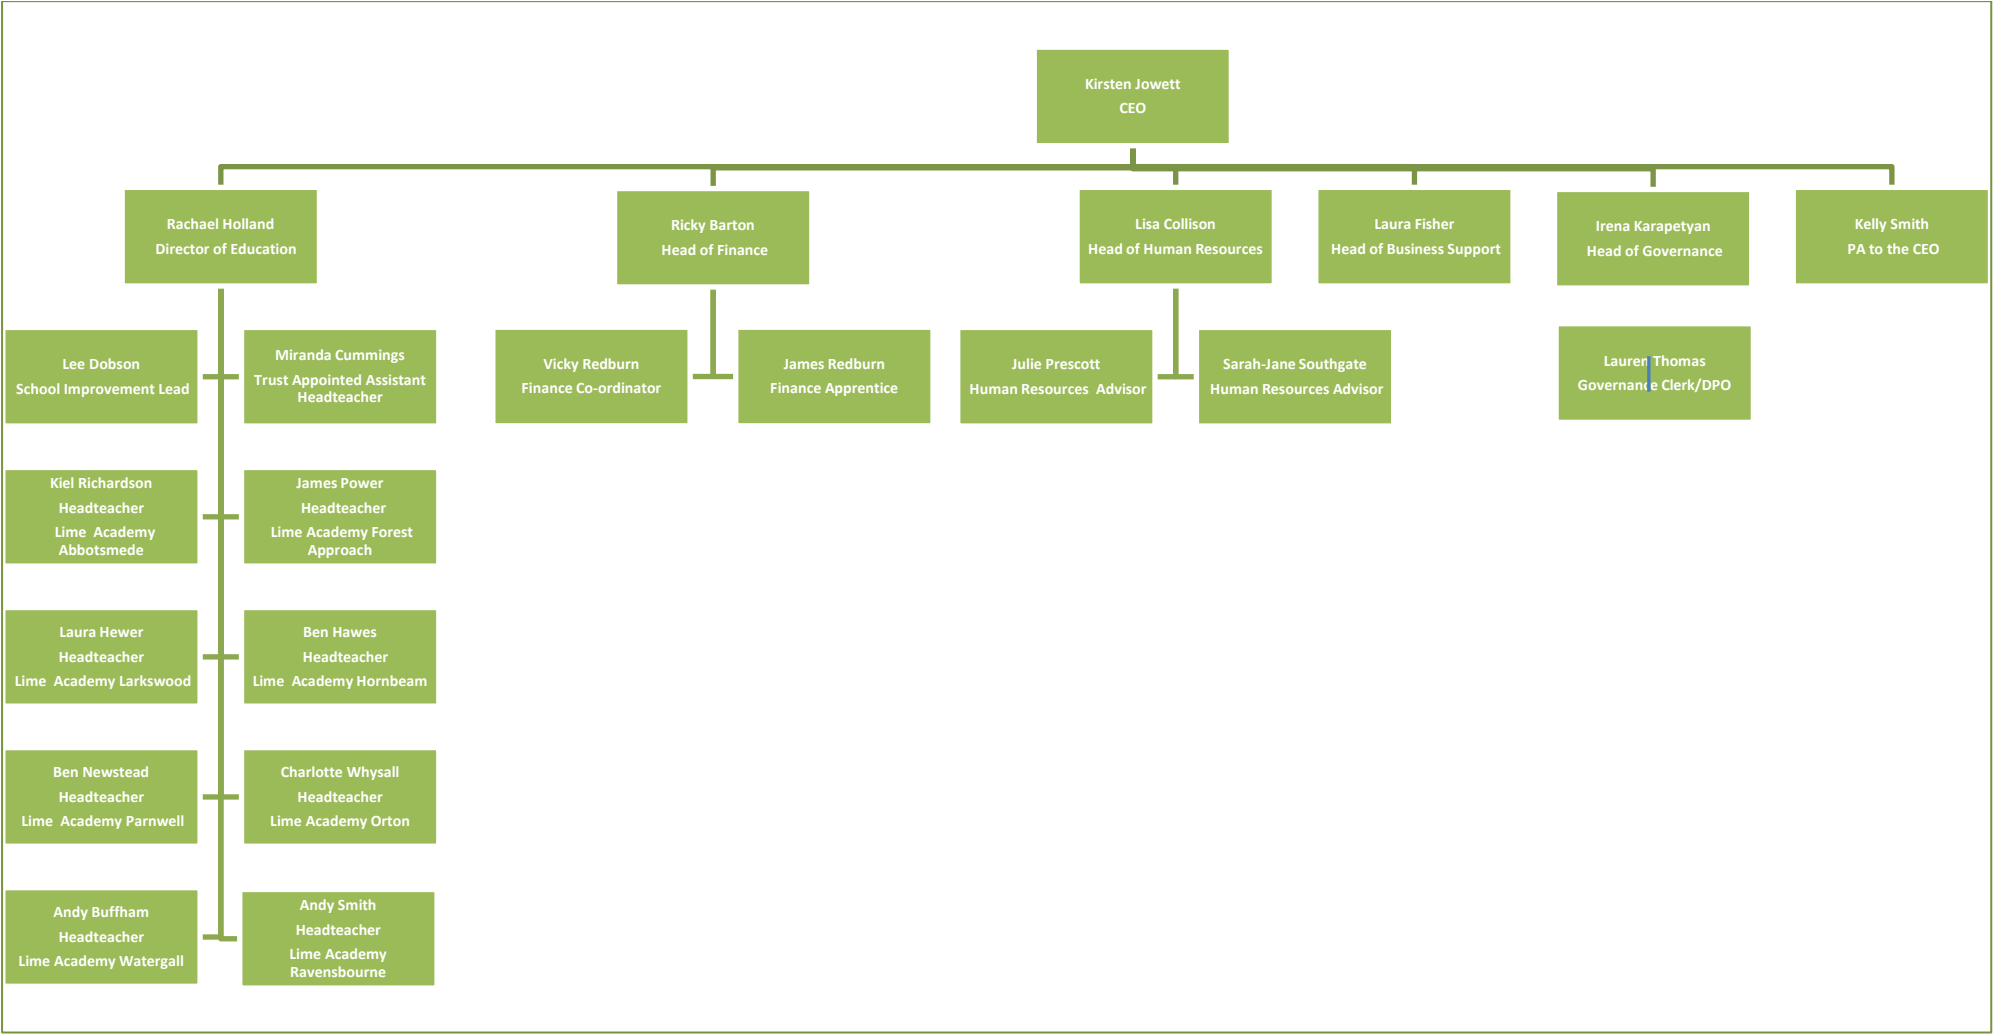 Kirsten Jowett
CEO
Rachael Holland
Director of Education
Ricky Barton
Head of Finance
Lisa Collison
Head of Human Resources
Laura Fisher
Head of Business Support
Irena Karapetyan
Head of Governance
Kelly Smith
PA to the CEO
Lee Dobson
School Improvement Lead
Miranda Cummings
Trust Appointed Assistant
Headteacher
Vicky Redburn
Finance Co-ordinator
James Redburn
Finance Apprentice
Julie Prescott
Human Resources  Advisor
Sarah-Jane Southgate
Human Resources Advisor
Lauren Thomas
Governance Clerk/DPO
Kiel Richardson
Headteacher
Lime  Academy
Abbotsmede
James Power
Headteacher
Lime Academy Forest
Approach
Laura Hewer
Headteacher
Lime  Academy Larkswood
Ben Hawes
Headteacher
Lime  Academy Hornbeam
Ben Newstead
Headteacher
Lime  Academy Parnwell
Charlotte Whysall
Headteacher
Lime Academy Orton
Andy Buffham
Headteacher
Lime Academy Watergall
Andy Smith
Headteacher
Lime Academy
Ravensbourne